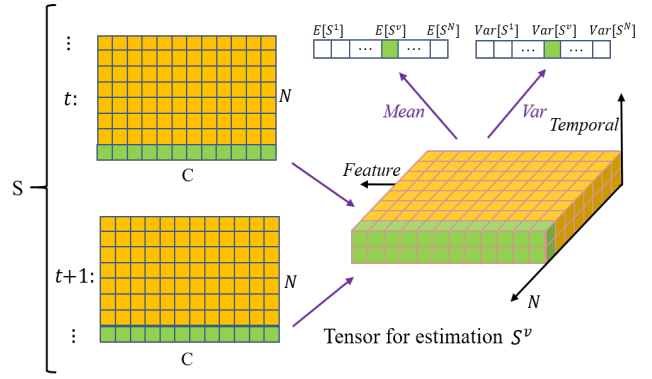 E[S¹] E[Sᵛ] E[Sᴺ]
Var[S¹] Var[Sᵛ] Var[Sᴺ]
... ...
... ...
⋮
t:
N
C
Mean
Var
Temporal
Feature
S
t+1:
N
⋮
C
N
Tensor for estimation Sᵛ